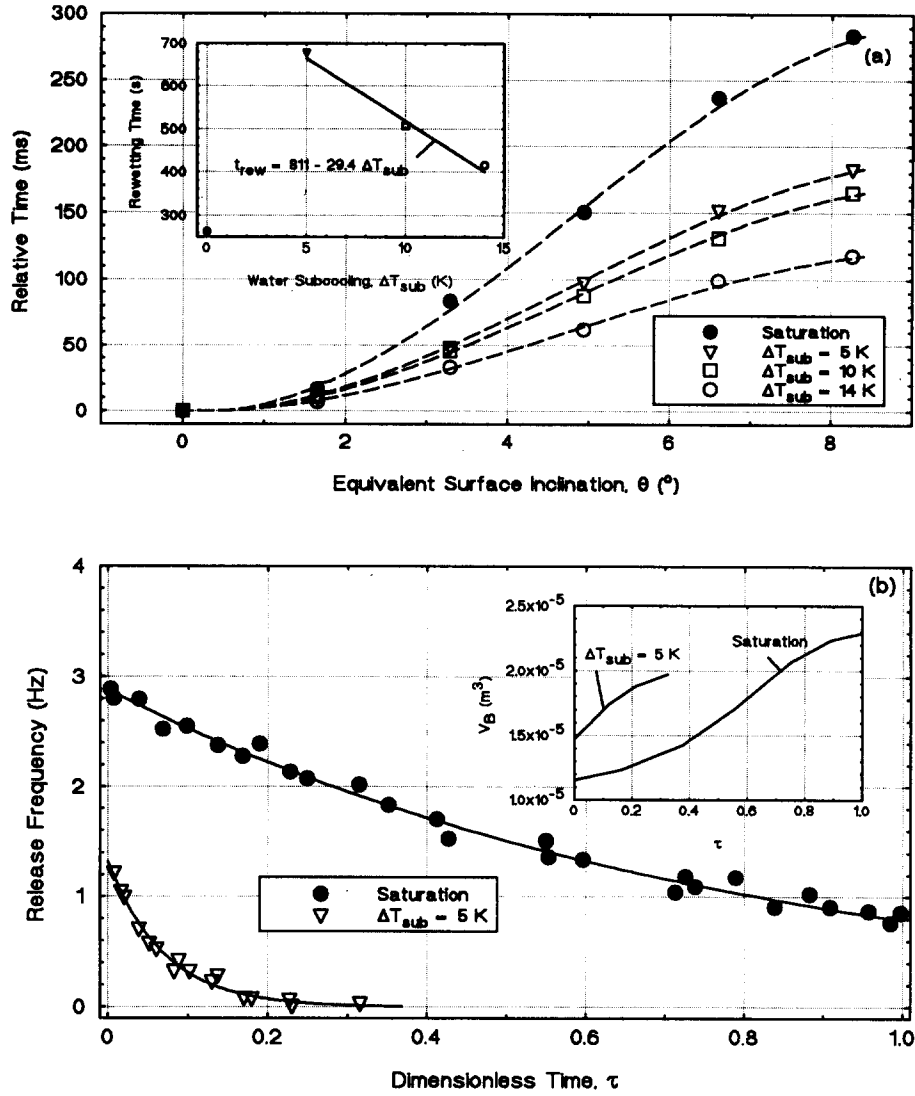 (a)
Relative Time (ms)
300
250
200
150
100
50
0
0
2
4
6
8
Equivalent Surface Inclination, θ (°)
Rewetting Time (s)
700
600
500
400
300
0
5
10
15
t_rew = 811 - 29.4 ΔT_sub
Water Subcooling, ΔT_sub (K)
Saturation
ΔT_sub = 5 K
ΔT_sub = 10 K
ΔT_sub = 14 K
(b)
Release Frequency (Hz)
4
3
2
1
0
0
0.2
0.4
0.6
0.8
1.0
Dimensionless Time, τ
V_B (m³)
2.5x10⁻⁵
2.0x10⁻⁵
1.5x10⁻⁵
1.0x10⁻⁵
0
0.2
0.4
0.6
0.8
1.0
τ
ΔT_sub = 5 K
Saturation
Saturation
ΔT_sub = 5 K